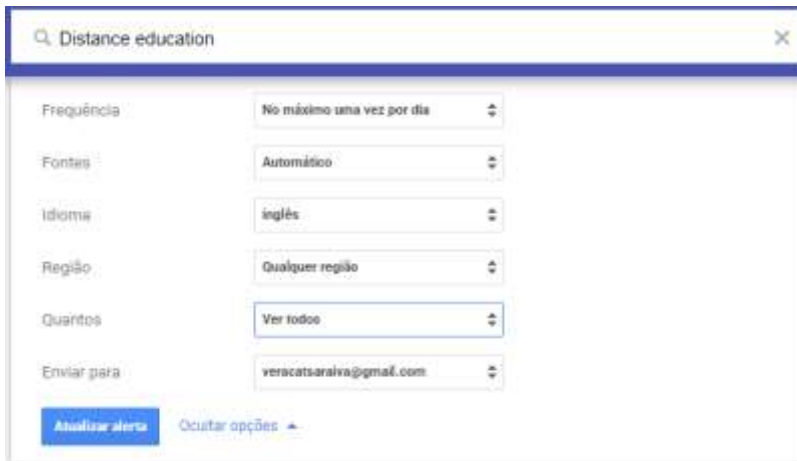 Distance education
Frequência No máximo uma vez por dia
Fontes Automático
Idioma inglês
Região Qualquer região
Quantos Ver todos
Enviar para veracatsaraiva@gmail.com
Atualizar alerta Ocultar opções